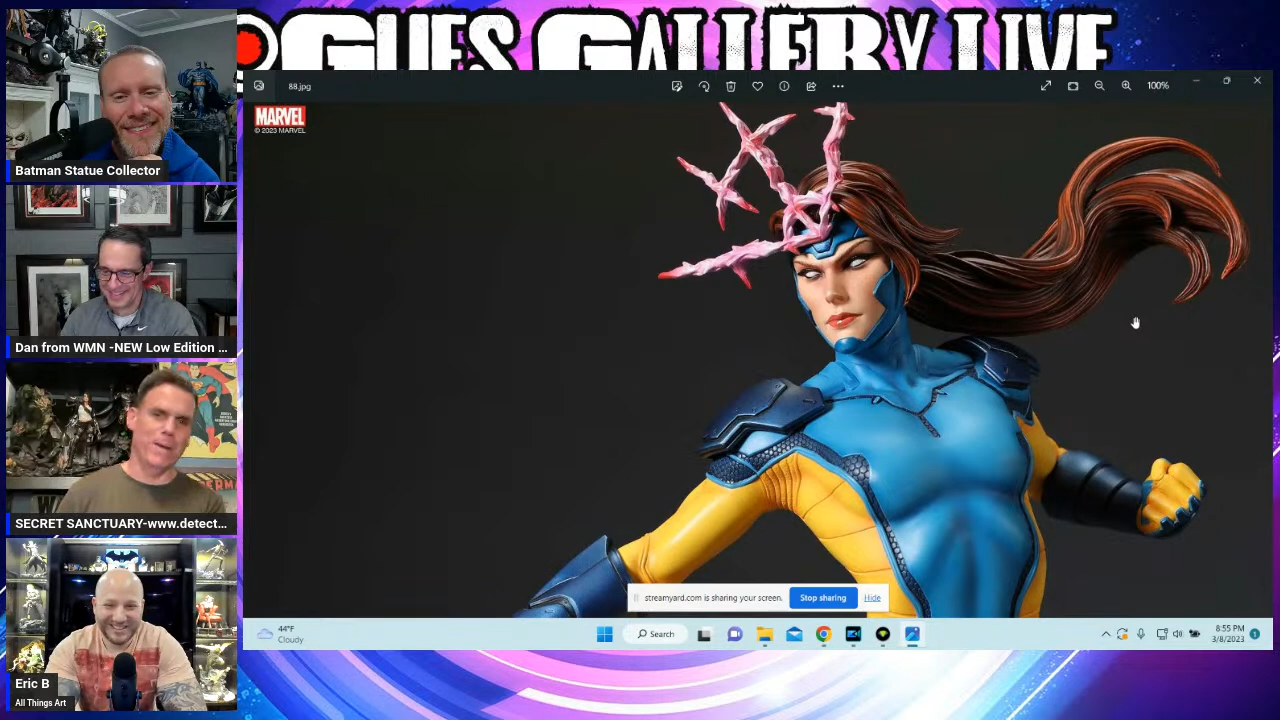 ROGUES GALLERY LIVE
88.jpg
100%
MARVEL
© 2023 MARVEL
Batman Statue Collector
Dan from WMN -NEW Low Edition ...
SECRET SANCTUARY-www.detect...
Eric B
All Things Art
streamyard.com is sharing your screen.
Stop sharing
Hide
44°F
Cloudy
Search
8:55 PM
3/8/2023
1